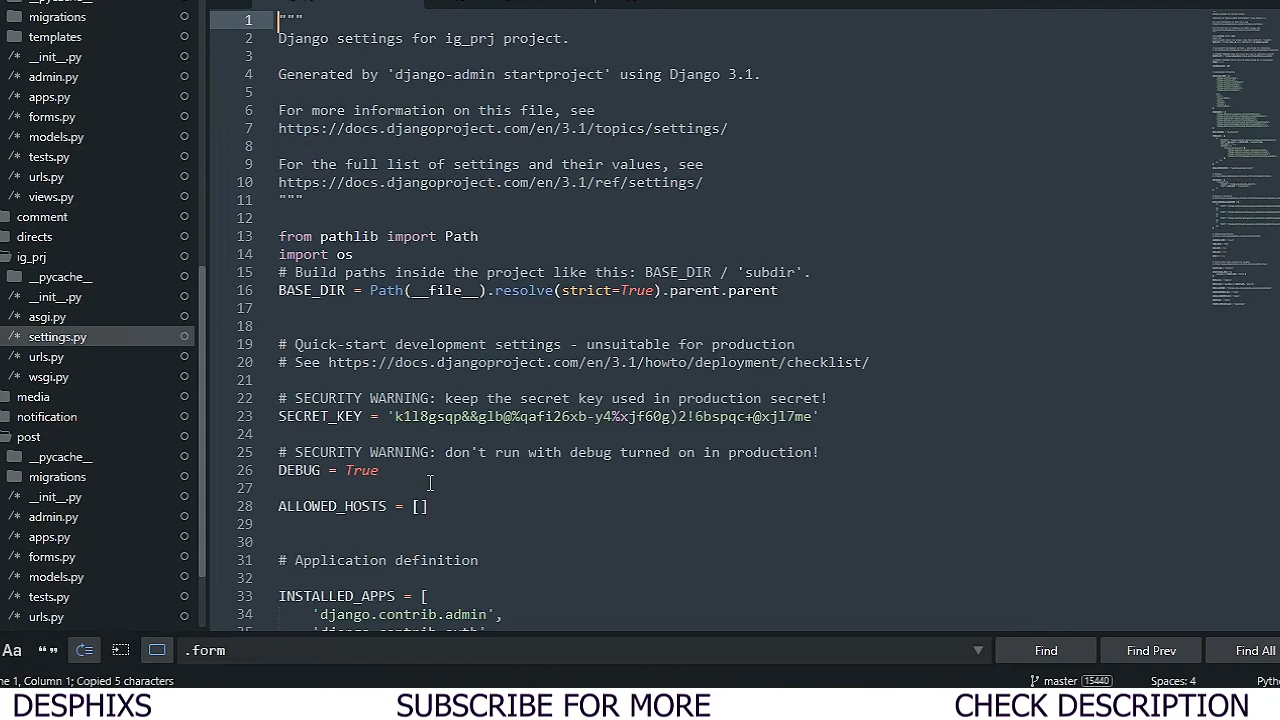 __pycache__
migrations
templates
/* __init__.py
/* admin.py
/* apps.py
/* forms.py
/* models.py
/* tests.py
/* urls.py
/* views.py
comment
directs
ig_prj
__pycache__
/* __init__.py
/* asgi.py
/* settings.py
/* urls.py
/* wsgi.py
media
notification
post
__pycache__
migrations
/* __init__.py
/* admin.py
/* apps.py
/* forms.py
/* models.py
/* tests.py
/* urls.py
1 """
2 Django settings for ig_prj project.
3
4 Generated by 'django-admin startproject' using Django 3.1.
5
6 For more information on this file, see
7 https://docs.djangoproject.com/en/3.1/topics/settings/
8
9 For the full list of settings and their values, see
10 https://docs.djangoproject.com/en/3.1/ref/settings/
11 """
12
13 from pathlib import Path
14 import os
15 # Build paths inside the project like this: BASE_DIR / 'subdir'.
16 BASE_DIR = Path(__file__).resolve(strict=True).parent.parent
17
18
19 # Quick-start development settings - unsuitable for production
20 # See https://docs.djangoproject.com/en/3.1/howto/deployment/checklist/
21
22 # SECURITY WARNING: keep the secret key used in production secret!
23 SECRET_KEY = 'k1l8gsqp&&glb@%qafi26xb-y4%xjf60g)2!6bspqc+@xjl7me'
24
25 # SECURITY WARNING: don't run with debug turned on in production!
26 DEBUG = True
27
28 ALLOWED_HOSTS = []
29
30
31 # Application definition
32
33 INSTALLED_APPS = [
34 'django.contrib.admin',
Aa “” .form Find Find Prev Find All
ne 1, Column 1; Copied 5 characters master 15440 Spaces: 4 Pytho
DESPHIXS SUBSCRIBE FOR MORE CHECK DESCRIPTION